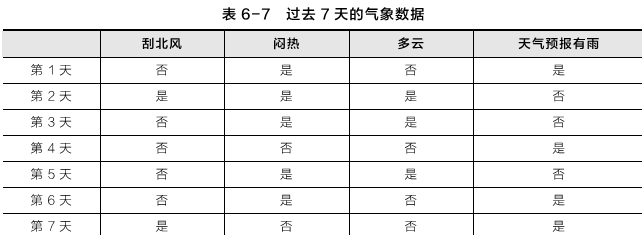 表 6-7 过去 7 天的气象数据
刮北风 闷热 多云 天气预报有雨
第 1 天 否 是 否 是
第 2 天 是 是 是 否
第 3 天 否 是 是 否
第 4 天 否 否 否 是
第 5 天 否 是 是 否
第 6 天 否 是 否 是
第 7 天 是 否 否 是